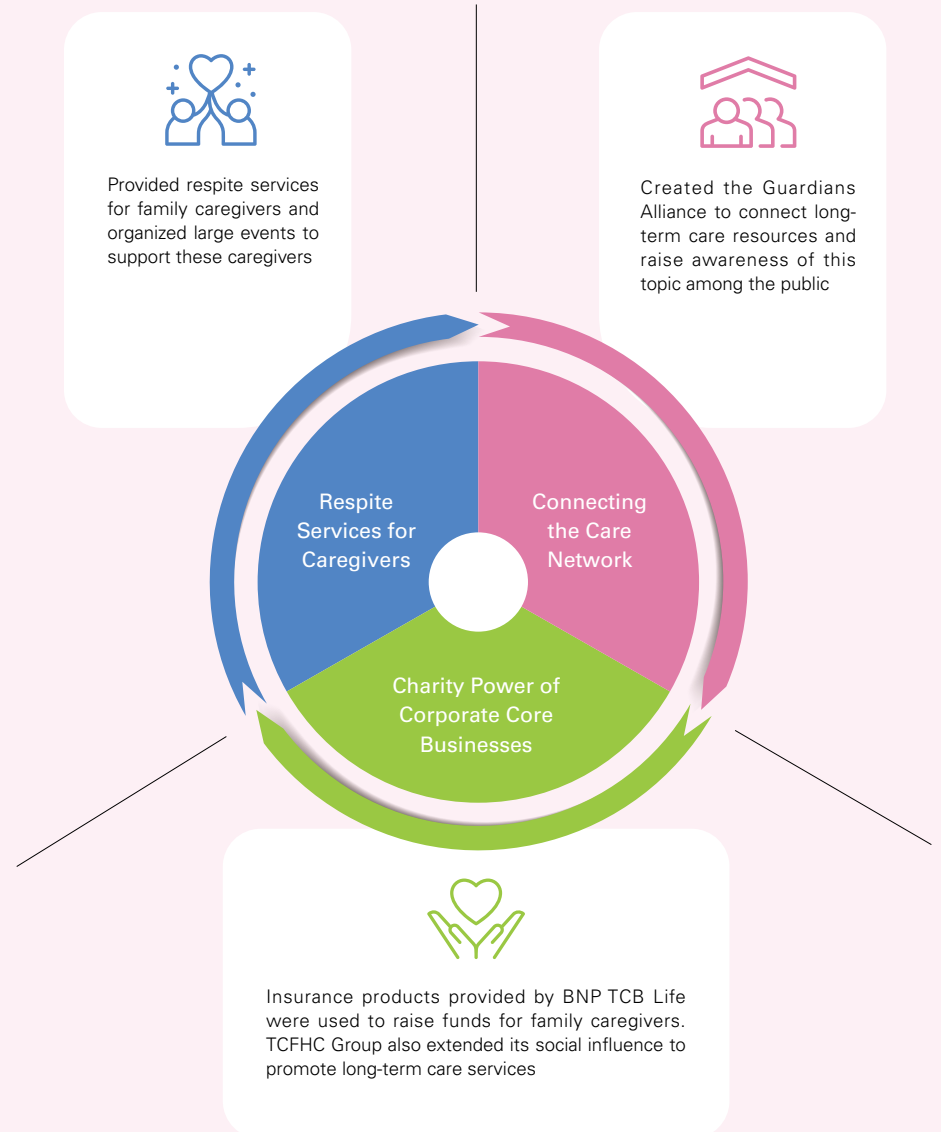 Provided respite services
for family caregivers and
organized large events to
support these caregivers
Created the Guardians
Alliance to connect long-
term care resources and
raise awareness of this
topic among the public
Respite
Services for
Caregivers
Connecting
the Care
Network
Charity Power of
Corporate Core
Businesses
Insurance products provided by BNP TCB Life
were used to raise funds for family caregivers.
TCFHC Group also extended its social influence to
promote long-term care services